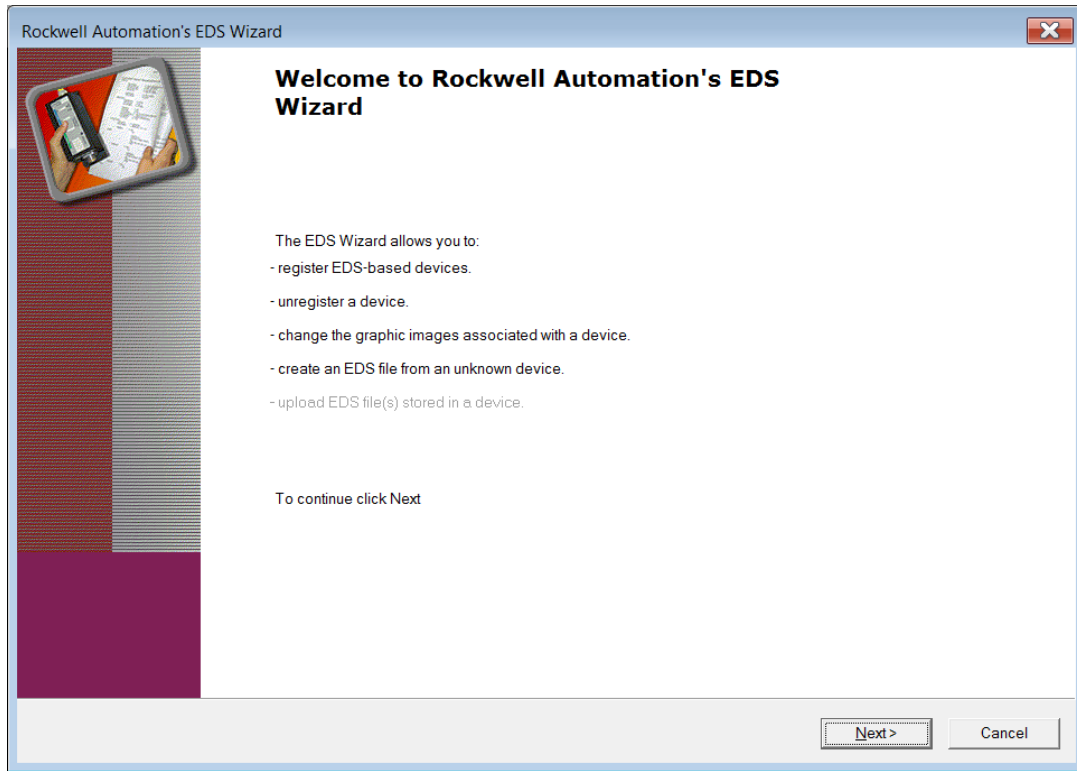 Rockwell Automation's EDS Wizard
Welcome to Rockwell Automation's EDS
Wizard
The EDS Wizard allows you to:
- register EDS-based devices.
- unregister a device.
- change the graphic images associated with a device.
- create an EDS file from an unknown device.
- upload EDS file(s) stored in a device.
To continue click Next
Next >
Cancel